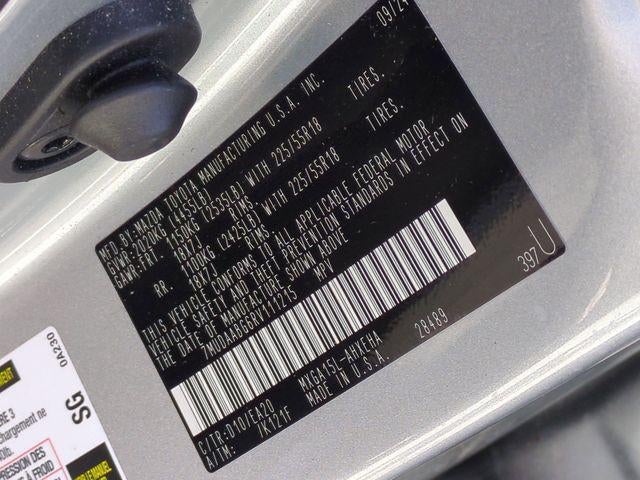 09/24
MFD.BY:MAZDA TOYOTA MANUFACTURING U.S.A. INC.
GVWR: 2020KG (4455LB)
GAWR:FRT. 1150KG (2535LB) WITH 225/55R18 TIRES.
18X7J RIMS
RR. 1100KG (2425LB) WITH 225/55R18 TIRES.
18X7J RIMS
THIS VEHICLE CONFORMS TO ALL APPLICABLE FEDERAL MOTOR
VEHICLE SAFETY AND THEFT PREVENTION STANDARDS IN EFFECT ON
THE DATE OF MANUFACTURE SHOWN ABOVE.
MPV
C/TR:010/EA20 MXGA15L-AHXEHA 28489
A/TM: /K121F MADE IN U.S.A.
397U
0A230
SG